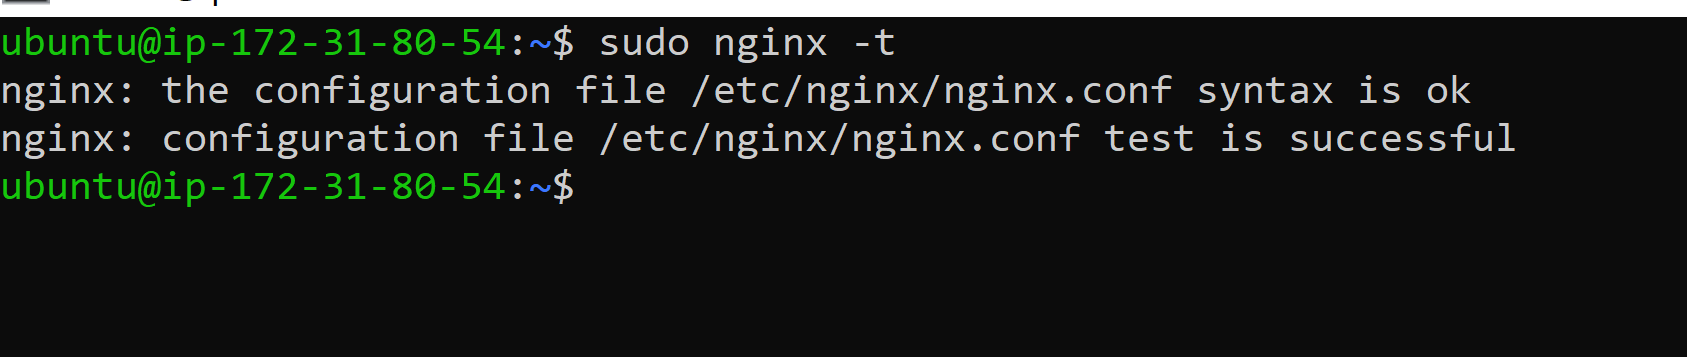 ubuntu@ip-172-31-80-54:~$ sudo nginx -t
nginx: the configuration file /etc/nginx/nginx.conf syntax is ok
nginx: configuration file /etc/nginx/nginx.conf test is successful
ubuntu@ip-172-31-80-54:~$